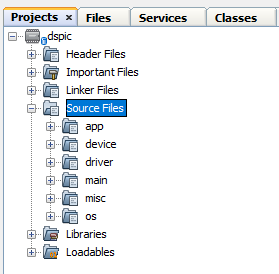 Projects × Files Services Classes
dspic
Header Files
Important Files
Linker Files
Source Files
app
device
driver
main
misc
os
Libraries
Loadables